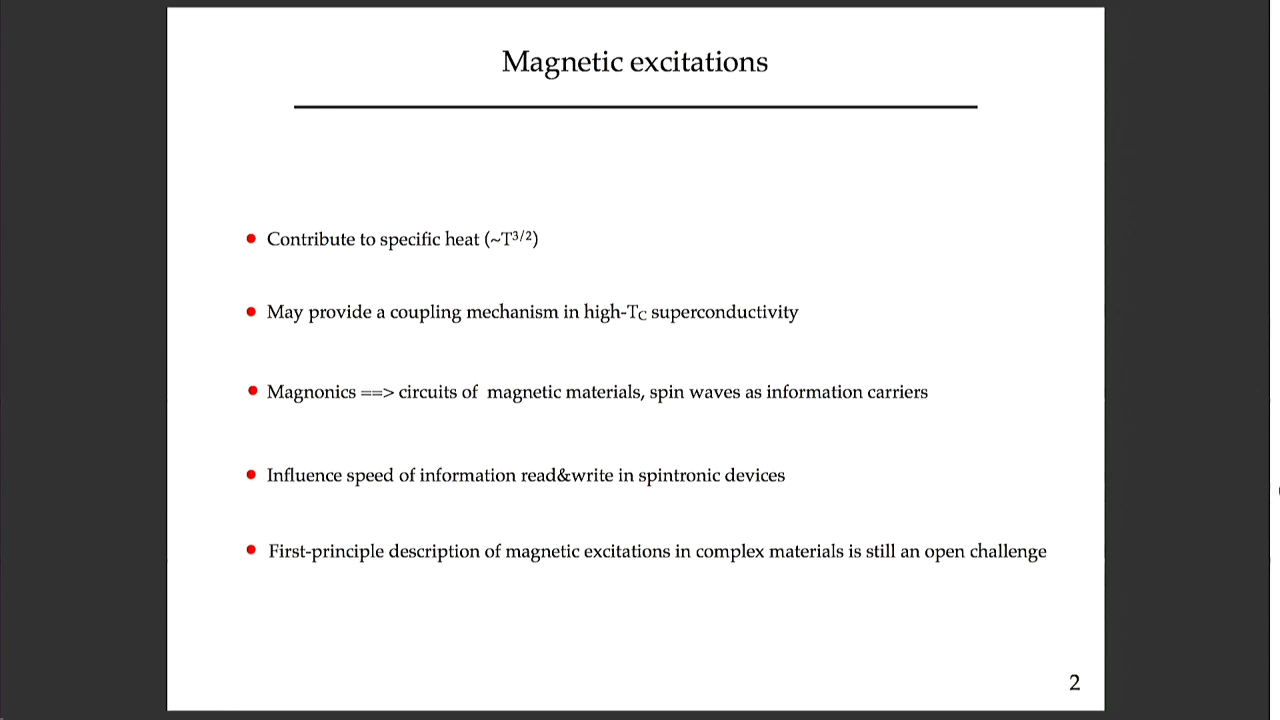 Magnetic excitations
• Contribute to specific heat (~T³/²)
• May provide a coupling mechanism in high-TC superconductivity
• Magnonics ==> circuits of magnetic materials, spin waves as information carriers
• Influence speed of information read&write in spintronic devices
• First-principle description of magnetic excitations in complex materials is still an open challenge
2